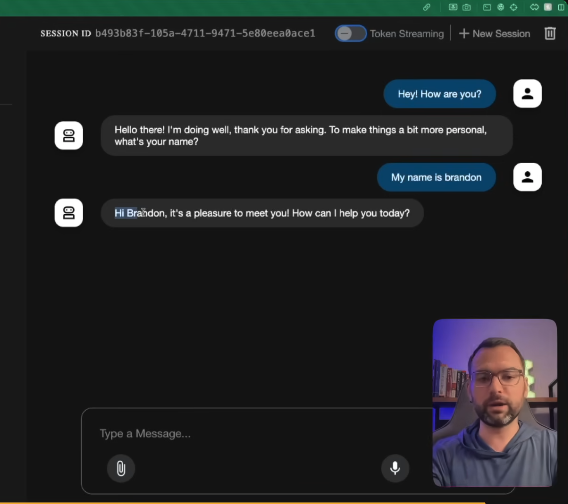 SESSION ID b493b83f-105a-4711-9471-5e80eea0ace1 Token Streaming + New Session
Hey! How are you?
Hello there! I'm doing well, thank you for asking. To make things a bit more personal,
what's your name?
My name is brandon
Hi Brandon, it's a pleasure to meet you! How can I help you today?
Type a Message...